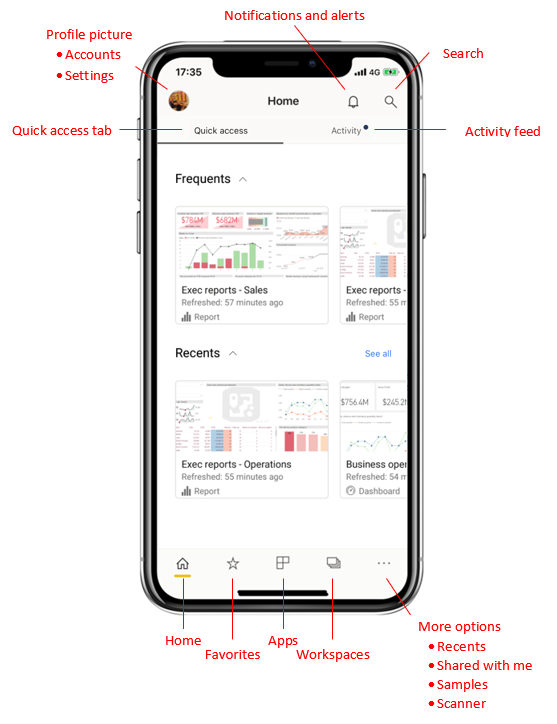 Notifications and alerts
Profile picture
• Accounts
• Settings
Search
17:35
4G
Home
Quick access tab
Quick access
Activity
Activity feed
Frequents
$784M
$682M
Exec reports - Sales
Refreshed: 57 minutes ago
Report
Exec reports
Refreshed: 55 m
Report
Recents
See all
$756.4M
$245.2
Exec reports - Operations
Refreshed: 55 minutes ago
Report
Business oper
Refreshed: 54 m
Dashboard
Home
Favorites
Apps
Workspaces
More options
• Recents
• Shared with me
• Samples
• Scanner